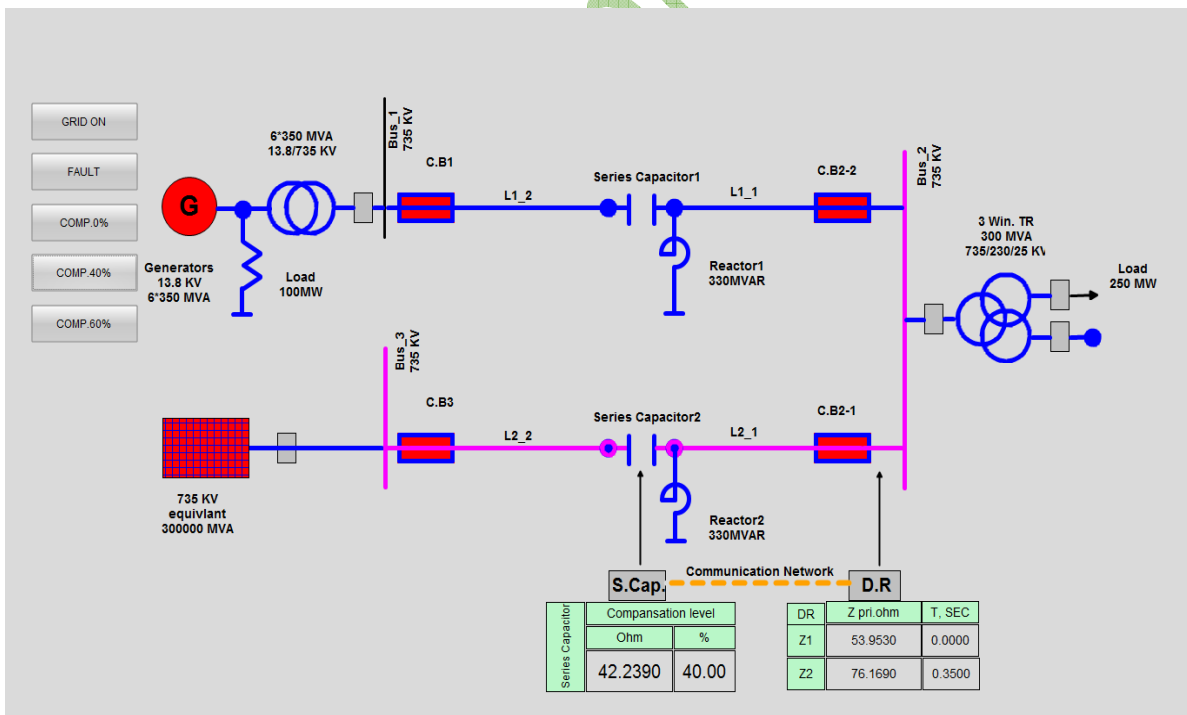 GRID ON
FAULT
COMP.0%
COMP.40%
COMP.60%
6*350 MVA
13.8/735 KV
G
Generators
13.8 KV
6*350 MVA
Load
100MW
Bus_1
735 KV
C.B1
L1_2
Series Capacitor1
L1_1
Reactor1
330MVAR
C.B2-2
Bus_2
735 KV
3 Win. TR
300 MVA
735/230/25 KV
Load
250 MW
735 KV
equivlant
300000 MVA
Bus_3
735 KV
C.B3
L2_2
Series Capacitor2
L2_1
Reactor2
330MVAR
C.B2-1
S.Cap.
Communication Network
D.R
Series Capacitor
Compansation level
Ohm %
42.2390 40.00
DR Z pri.ohm T, SEC
Z1 53.9530 0.0000
Z2 76.1690 0.3500